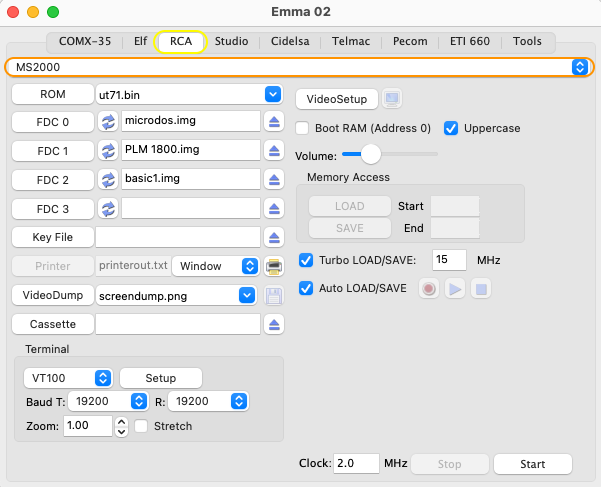 Emma 02
COMX-35 Elf RCA Studio Cidelsa Telmac Pecom ETI 660 Tools
MS2000
ROM ut71.bin
FDC 0 microdos.img
FDC 1 PLM 1800.img
FDC 2 basic1.img
FDC 3
Key File
Printer printerout.txt Window
VideoDump screendump.png
Cassette
Terminal
VT100 Setup
Baud T: 19200 R: 19200
Zoom: 1.00 Stretch
VideoSetup
Boot RAM (Address 0) Uppercase
Volume:
Memory Access
LOAD Start
SAVE End
Turbo LOAD/SAVE: 15 MHz
Auto LOAD/SAVE
Clock: 2.0 MHz Stop Start